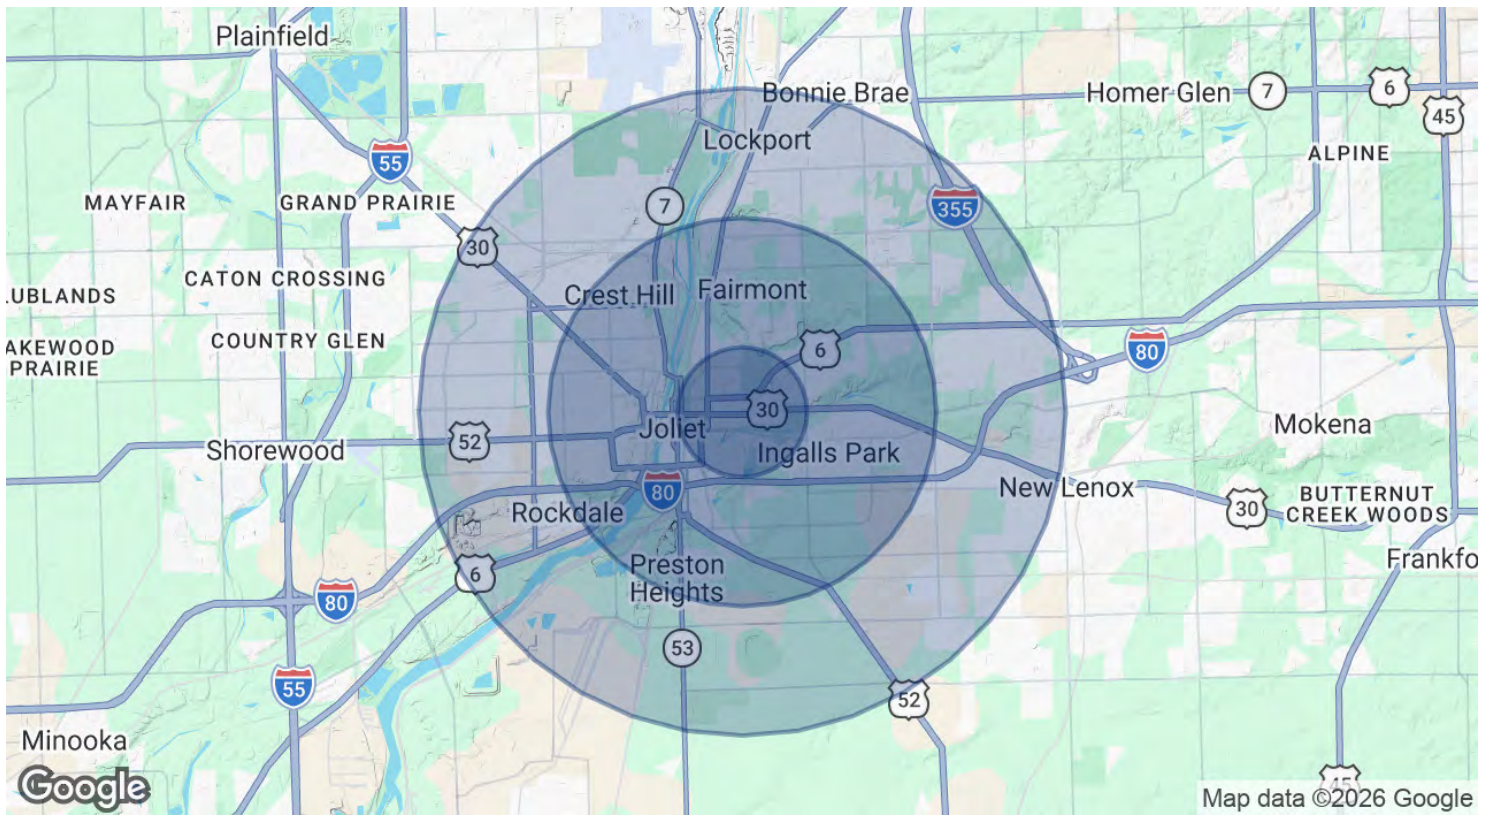 Plainfield
Bonnie Brae
Homer Glen
7
6
45
Lockport
55
ALPINE
MAYFAIR
GRAND PRAIRIE
7
355
30
CATON CROSSING
LUBLANDS
Crest Hill
Fairmont
COUNTRY GLEN
AKEWOOD
PRAIRIE
6
80
30
Mokena
Joliet
52
Shorewood
Ingalls Park
80
New Lenox
BUTTERNUT
CREEK WOODS
30
Rockdale
Frankfo
6
Preston
Heights
80
53
55
52
Minooka
45
Google
Map data ©2026 Google